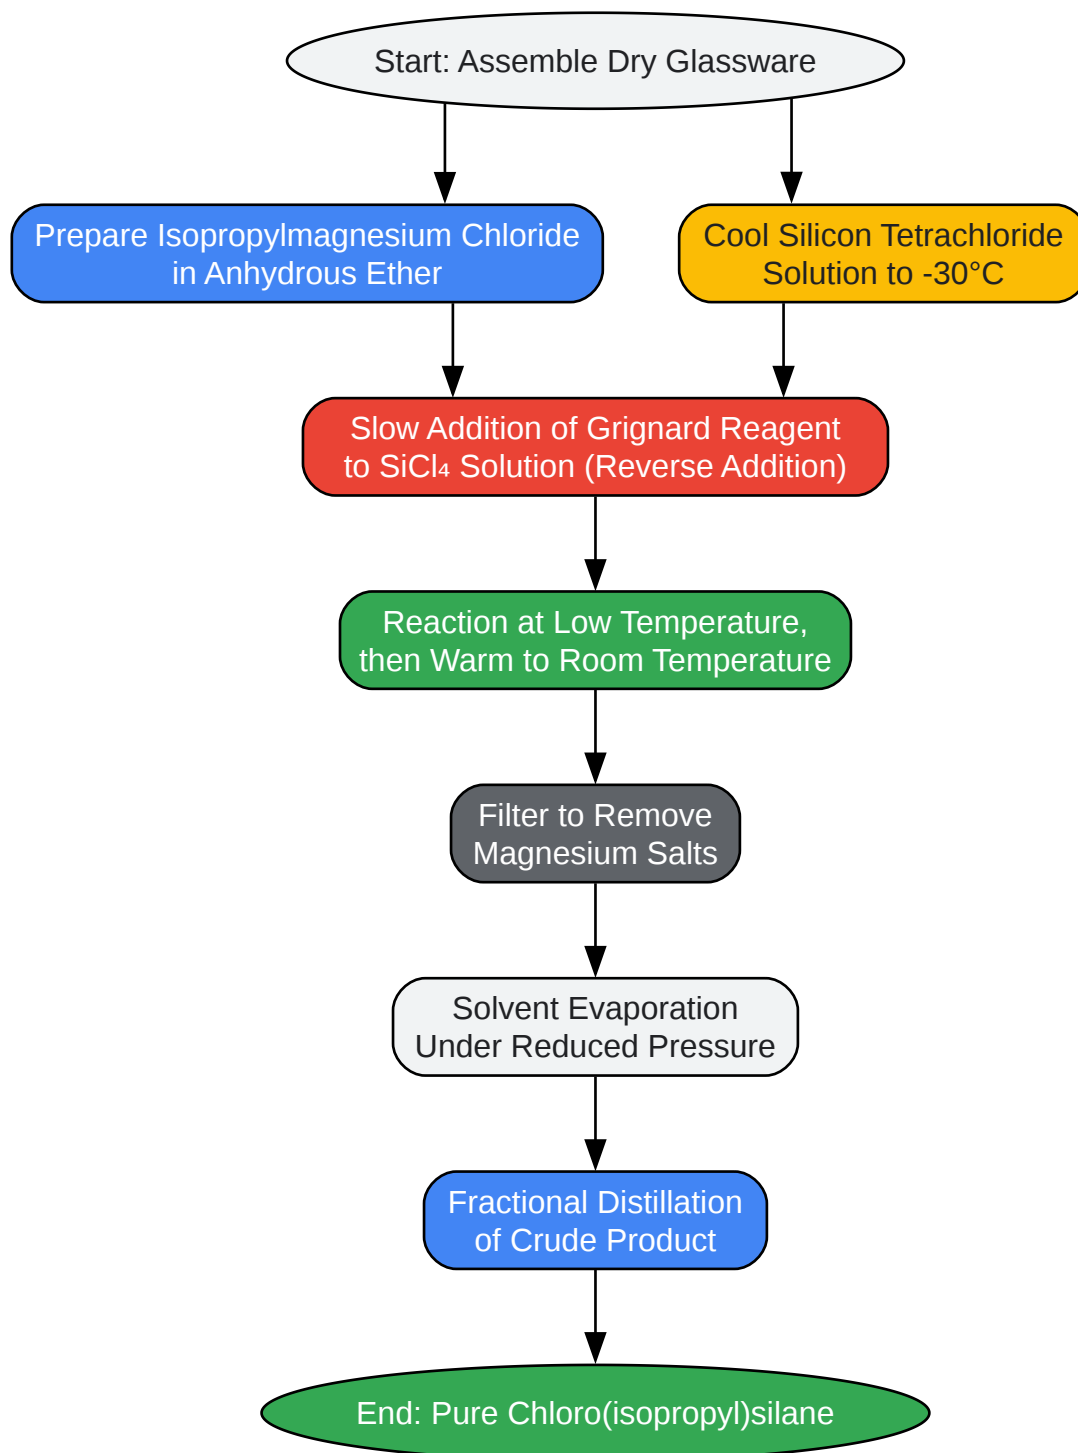 Start: Assemble Dry Glassware
Prepare Isopropylmagnesium Chloride
in Anhydrous Ether
Cool Silicon Tetrachloride
Solution to -30°C
Slow Addition of Grignard Reagent
to SiCl₄ Solution (Reverse Addition)
Reaction at Low Temperature,
then Warm to Room Temperature
Filter to Remove
Magnesium Salts
Solvent Evaporation
Under Reduced Pressure
Fractional Distillation
of Crude Product
End: Pure Chloro(isopropyl)silane